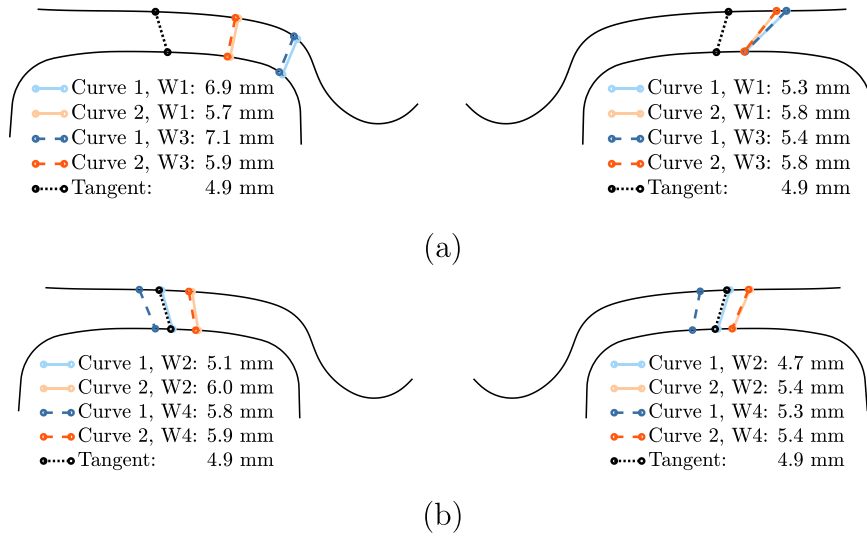 Curve 1, W1: 6.9 mm
Curve 2, W1: 5.7 mm
Curve 1, W3: 7.1 mm
Curve 2, W3: 5.9 mm
Tangent: 4.9 mm
Curve 1, W1: 5.3 mm
Curve 2, W1: 5.8 mm
Curve 1, W3: 5.4 mm
Curve 2, W3: 5.8 mm
Tangent: 4.9 mm
(a)
Curve 1, W2: 5.1 mm
Curve 2, W2: 6.0 mm
Curve 1, W4: 5.8 mm
Curve 2, W4: 5.9 mm
Tangent: 4.9 mm
Curve 1, W2: 4.7 mm
Curve 2, W2: 5.4 mm
Curve 1, W4: 5.3 mm
Curve 2, W4: 5.4 mm
Tangent: 4.9 mm
(b)